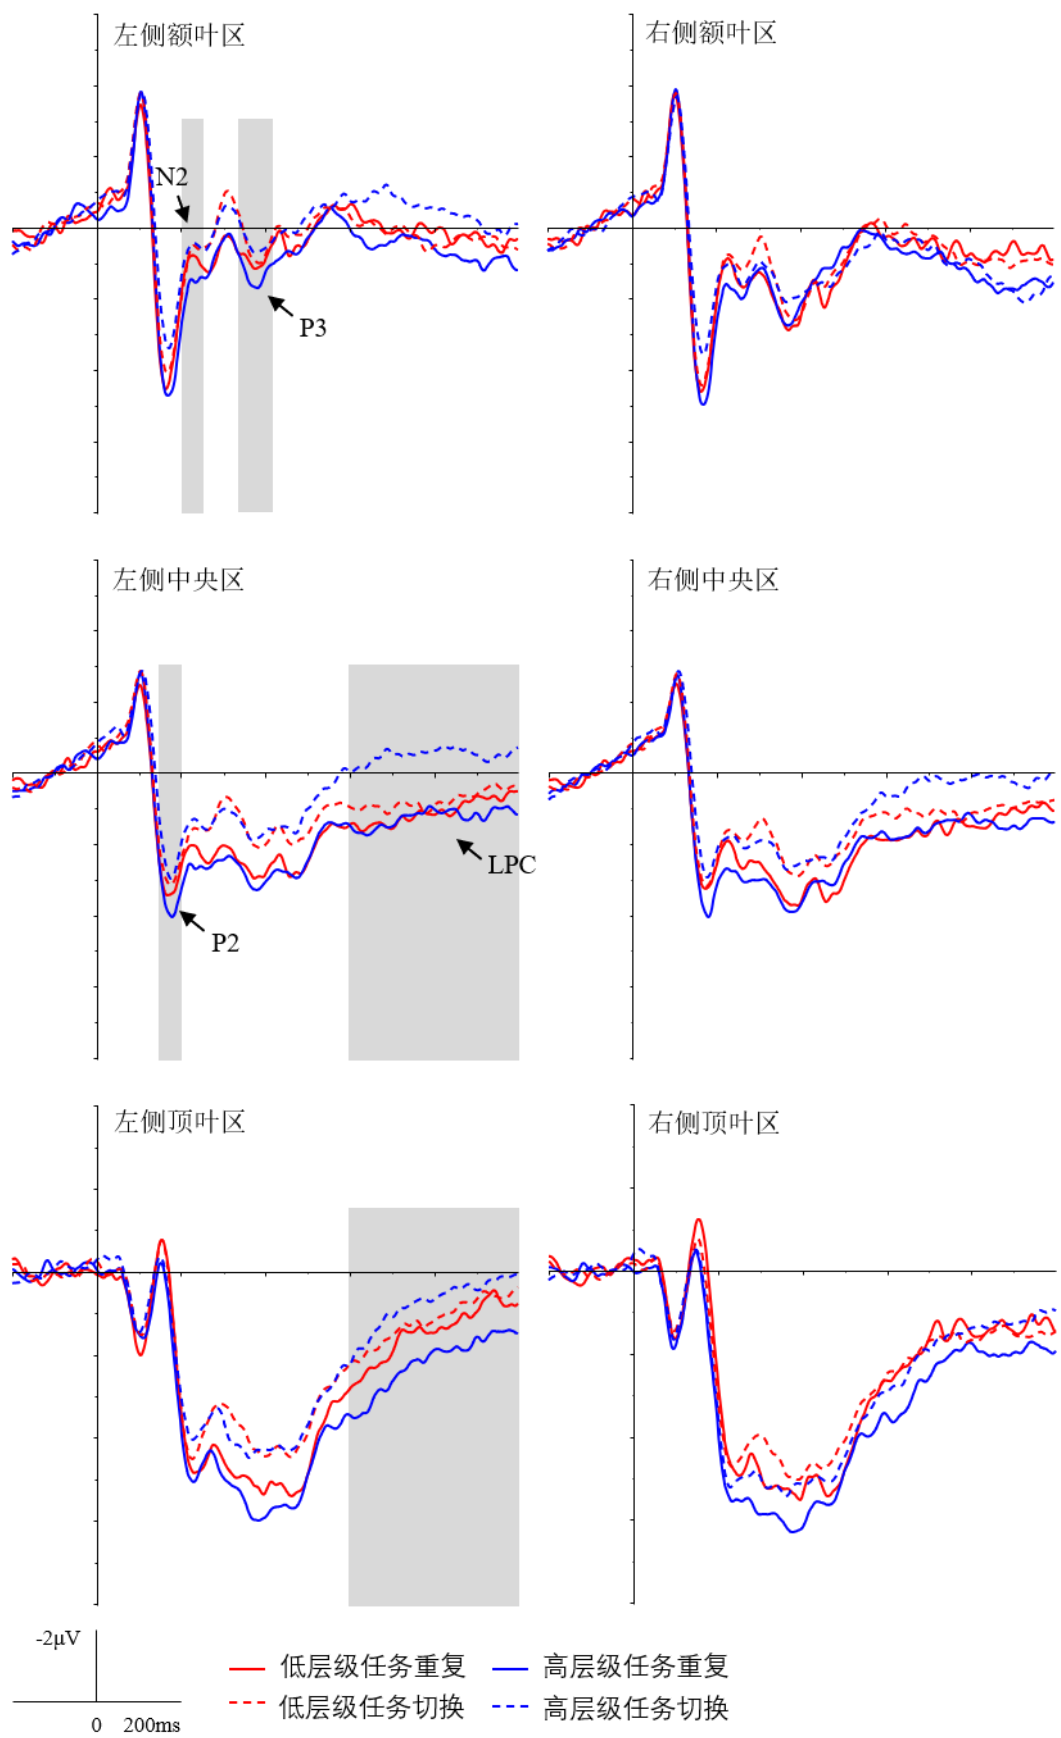 左侧额叶区
右侧额叶区
N2
P3
左侧中央区
右侧中央区
LPC
P2
左侧顶叶区
右侧顶叶区
-2μV
0 200ms
低层级任务重复 高层级任务重复
低层级任务切换 高层级任务切换